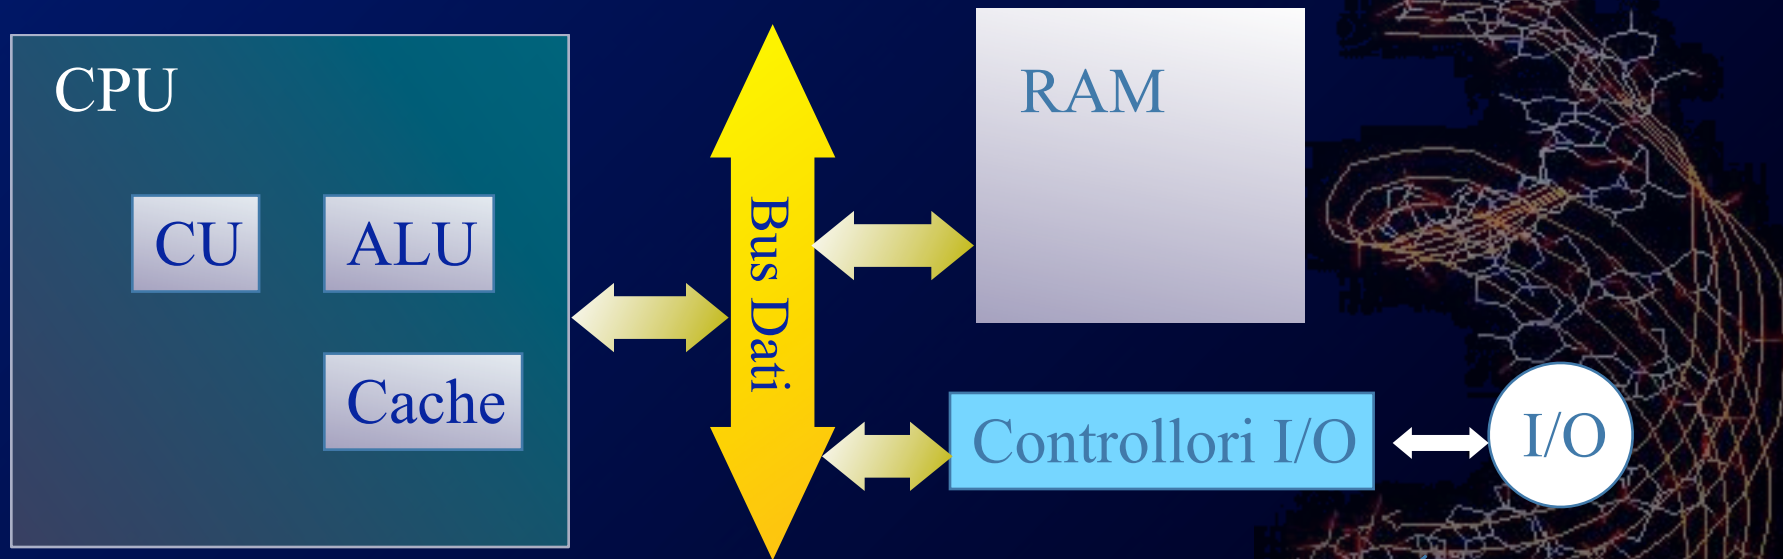 CPU
CU
ALU
Cache
Bus Dati
RAM
Controllori I/O
I/O